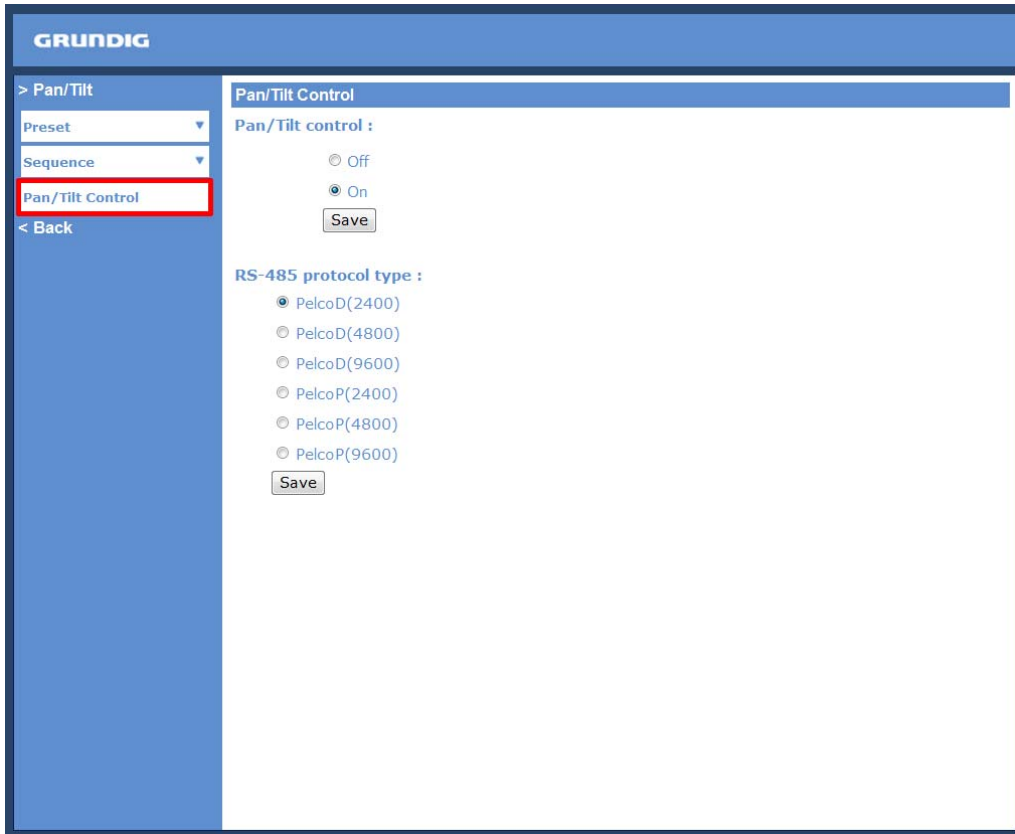 GRUNDIG
> Pan/Tilt
Preset
Sequence
Pan/Tilt Control
< Back
Pan/Tilt Control
Pan/Tilt control :
Off
On
Save
RS-485 protocol type :
PelcoD(2400)
PelcoD(4800)
PelcoD(9600)
PelcoP(2400)
PelcoP(4800)
PelcoP(9600)
Save